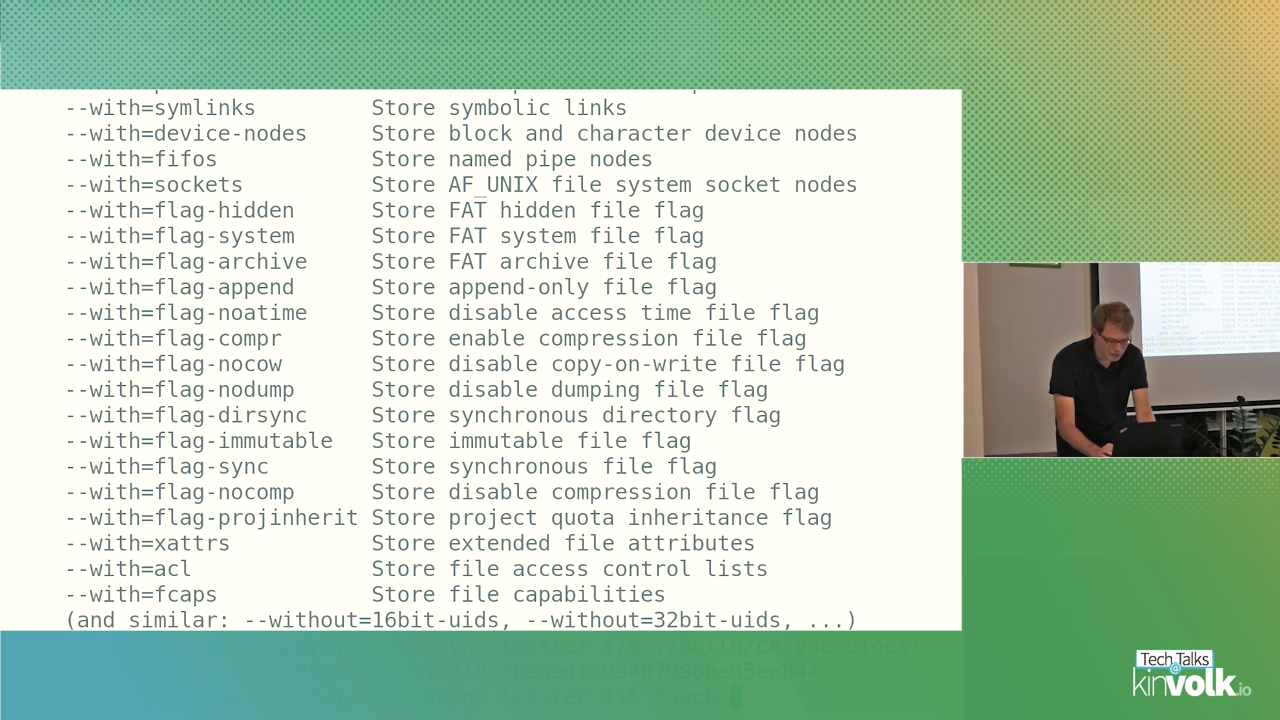 --with=symlinks Store symbolic links
--with=device-nodes Store block and character device nodes
--with=fifos Store named pipe nodes
--with=sockets Store AF_UNIX file system socket nodes
--with=flag-hidden Store FAT hidden file flag
--with=flag-system Store FAT system file flag
--with=flag-archive Store FAT archive file flag
--with=flag-append Store append-only file flag
--with=flag-noatime Store disable access time file flag
--with=flag-compr Store enable compression file flag
--with=flag-nocow Store disable copy-on-write file flag
--with=flag-nodump Store disable dumping file flag
--with=flag-dirsync Store synchronous directory flag
--with=flag-immutable Store immutable file flag
--with=flag-sync Store synchronous file flag
--with=flag-nocomp Store disable compression file flag
--with=flag-projinherit Store project quota inheritance flag
--with=xattrs Store extended file attributes
--with=acl Store file access control lists
--with=fcaps Store file capabilities
(and similar: --without=16bit-uids, --without=32bit-uids, ...)
master $)$ ./build/casync digest
master $)$ touch
Tech Talks
@
kinvolk.io